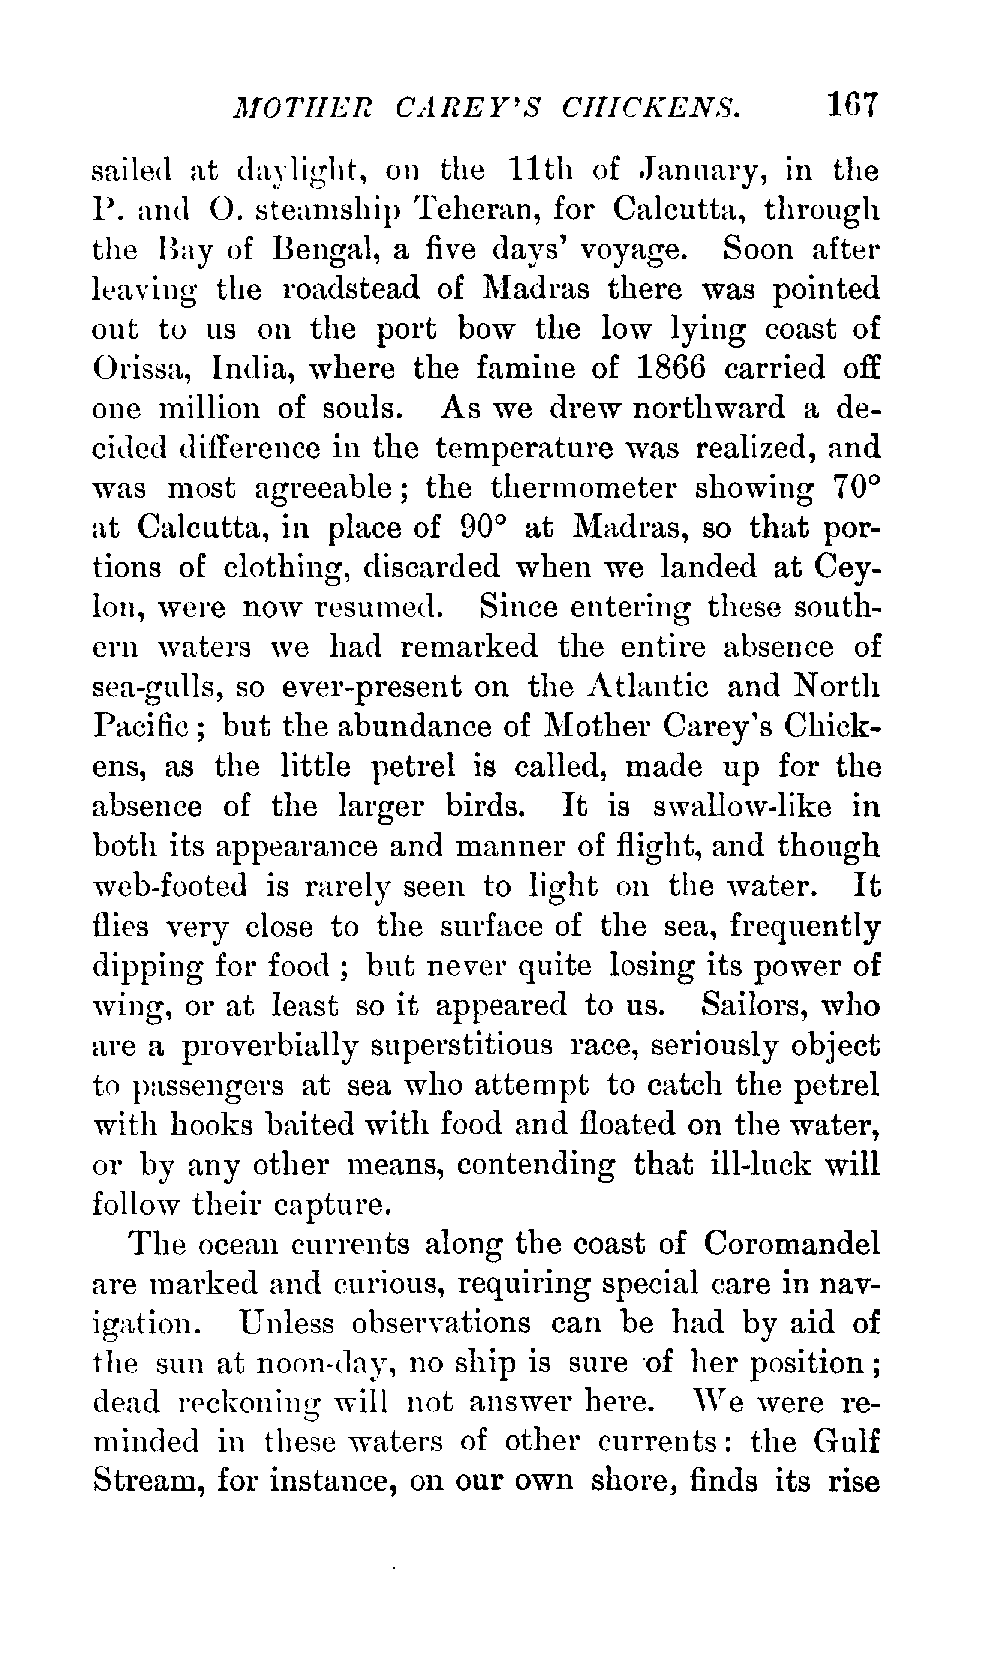 MOTHER CAREY'S CHICKENS. 167
sailed at daylight, on the 11th of January, in the
P. and O. steamship Teheran, for Calcutta, through
the Bay of Bengal, a five days' voyage. Soon after
leaving the roadstead of Madras there was pointed
out to us on the port bow the low lying coast of
Orissa, India, where the famine of 1866 carried off
one million of souls. As we drew northward a de-
cided difference in the temperature was realized, and
was most agreeable; the thermometer showing 70°
at Calcutta, in place of 90° at Madras, so that por-
tions of clothing, discarded when we landed at Cey-
lon, were now resumed. Since entering these south-
ern waters we had remarked the entire absence of
sea-gulls, so ever-present on the Atlantic and North
Pacific; but the abundance of Mother Carey's Chick-
ens, as the little petrel is called, made up for the
absence of the larger birds. It is swallow-like in
both its appearance and manner of flight, and though
web-footed is rarely seen to light on the water. It
flies very close to the surface of the sea, frequently
dipping for food; but never quite losing its power of
wing, or at least so it appeared to us. Sailors, who
are a proverbially superstitious race, seriously object
to passengers at sea who attempt to catch the petrel
with hooks baited with food and floated on the water,
or by any other means, contending that ill-luck will
follow their capture.
The ocean currents along the coast of Coromandel
are marked and curious, requiring special care in nav-
igation. Unless observations can be had by aid of
the sun at noon-day, no ship is sure of her position;
dead reckoning will not answer here. We were re-
minded in these waters of other currents: the Gulf
Stream, for instance, on our own shore, finds its rise